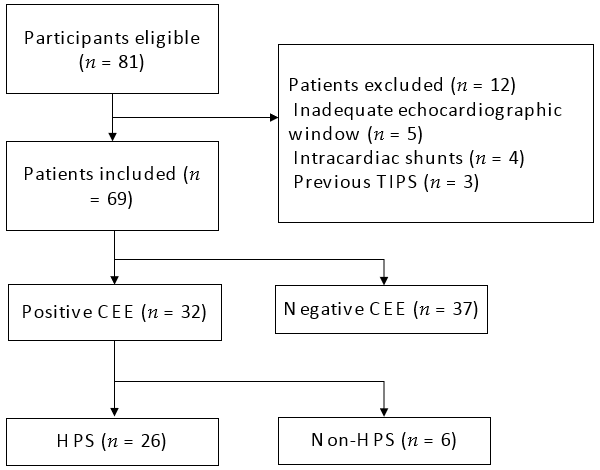 Participants eligible
(n = 81)
Patients excluded (n = 12)
Inadequate echocardiographic
window (n = 5)
Intracardiac shunts (n = 4)
Previous TIPS (n = 3)
Patients included (n
= 69)
Positive CEE (n = 32)
Negative CEE (n = 37)
HPS (n = 26)
Non-HPS (n = 6)